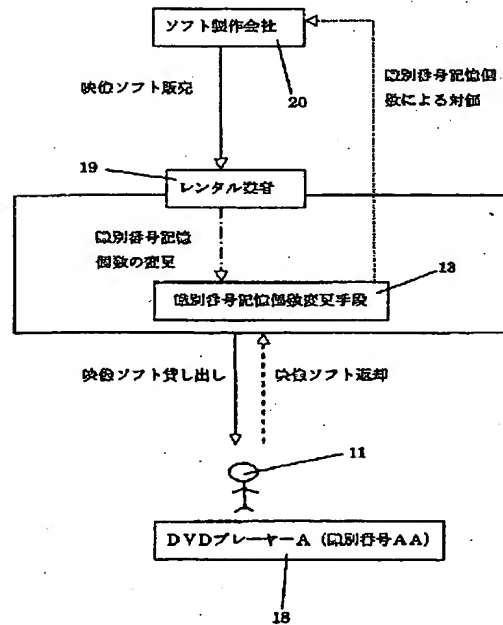 ソフト製作会社
20
識別番号記憶個
数による対価
映像ソフト販売
19
レンタル業者
識別番号記憶
個数の変更
13
識別番号記憶個数変更手段
映像ソフト貸し出し
映像ソフト返却
11
DVDプレーヤーA（識別番号AA）
18